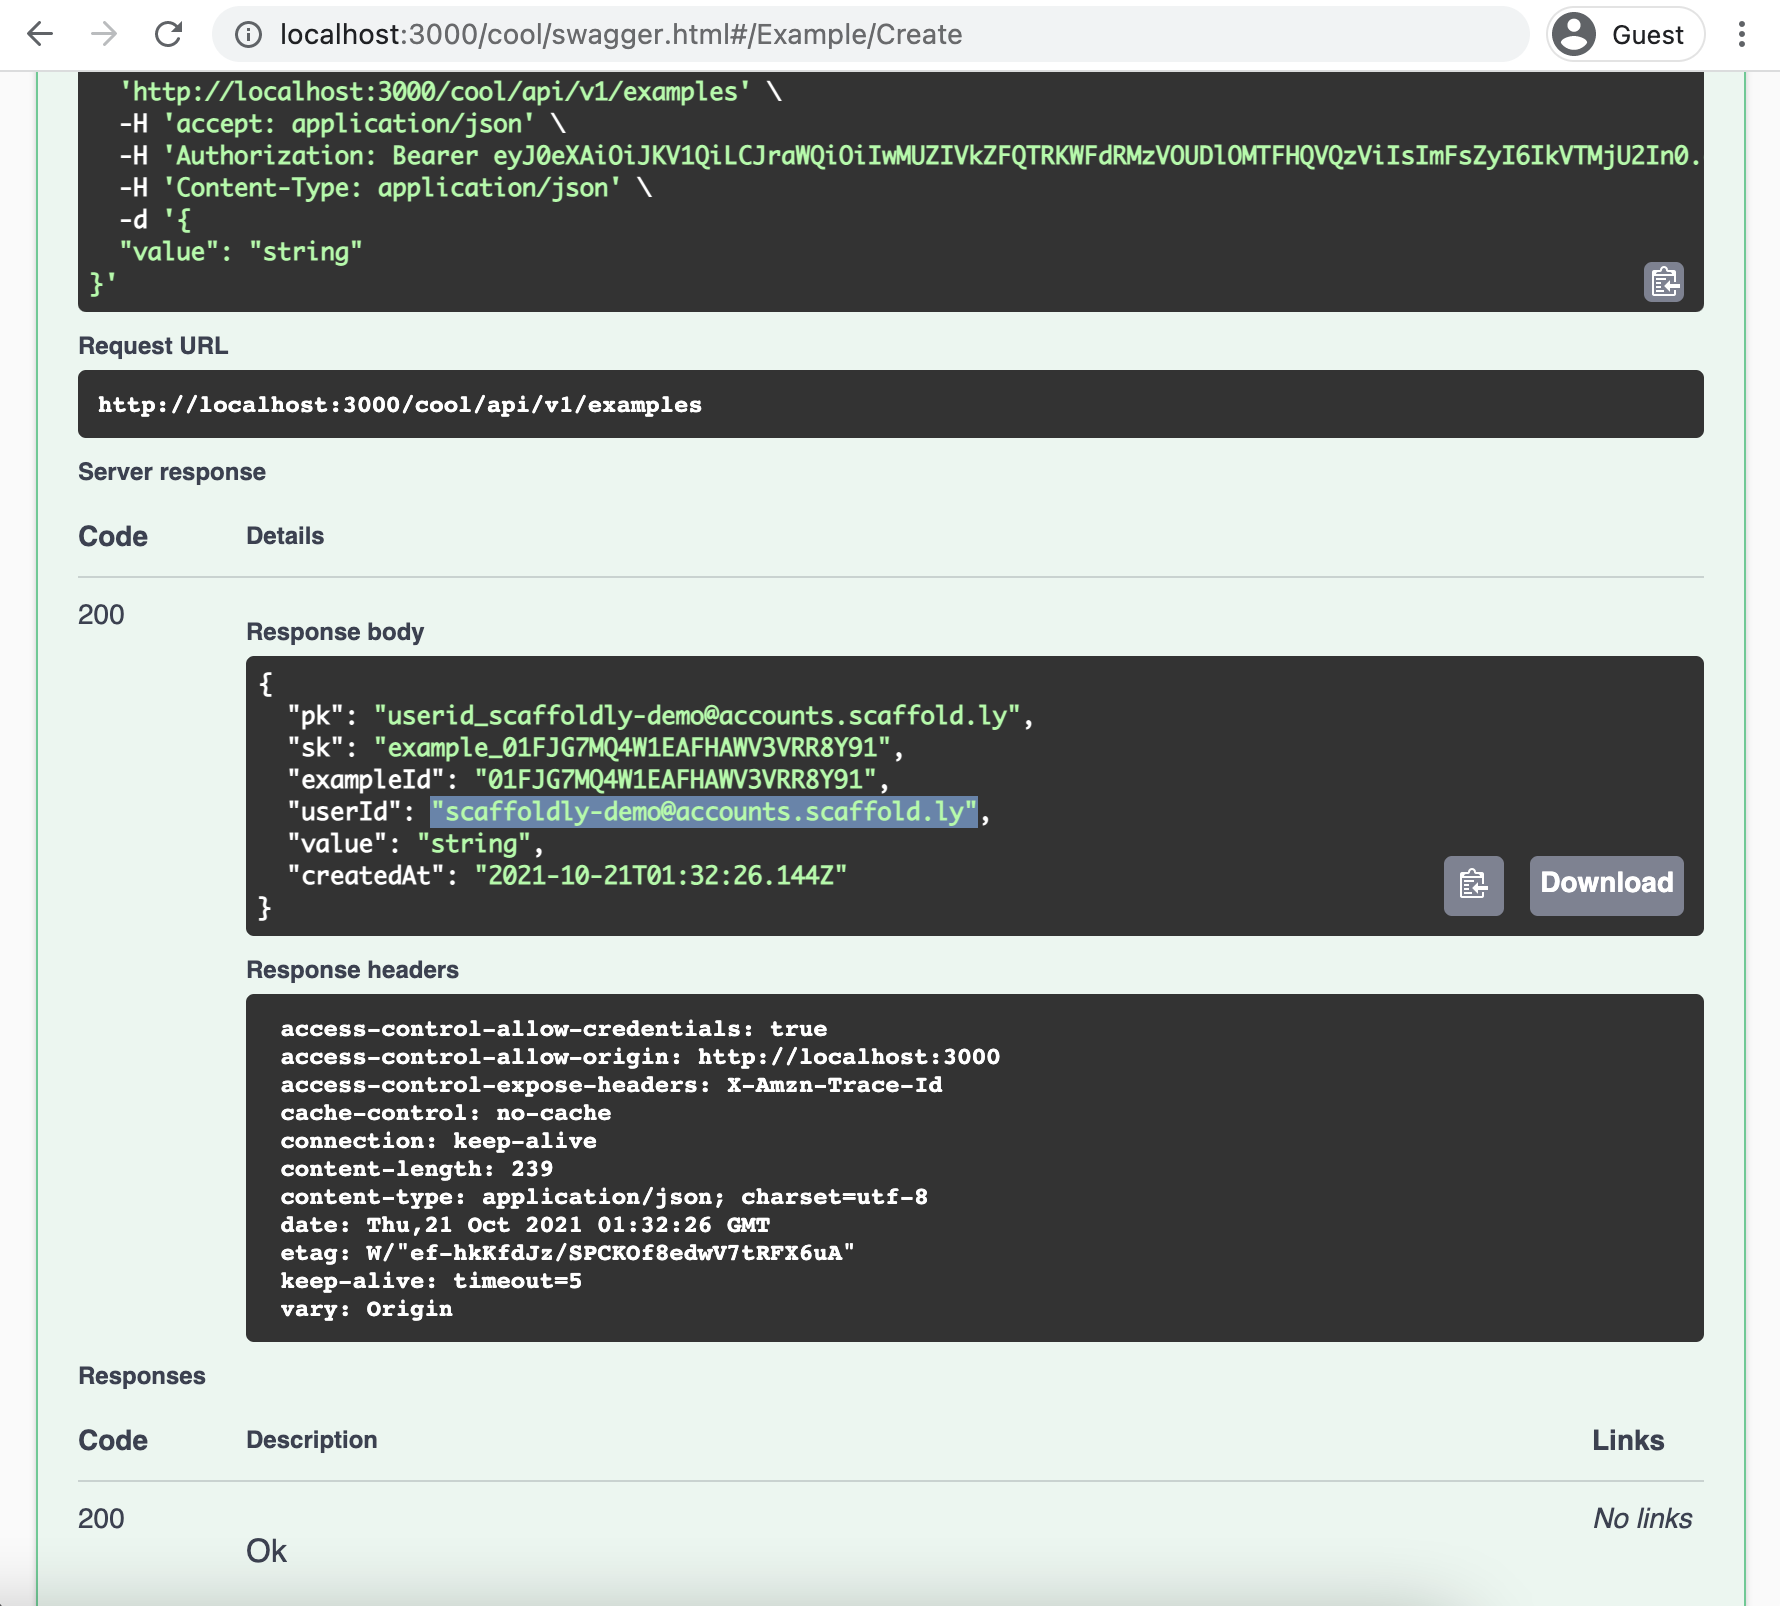 localhost:3000/cool/swagger.html#/Example/Create
Guest
'http://localhost:3000/cool/api/v1/examples' \
-H 'accept: application/json' \
-H 'Authorization: Bearer eyJ0eXAiOiJKV1QiLCJraWQiOiIwMUZIVkZFQTRKWFdRMzVOUDlOMTFHQVQzViIsImFsZyI6IkVTMjU2In0.
-H 'Content-Type: application/json' \
-d '{
"value": "string"
}'
Request URL
http://localhost:3000/cool/api/v1/examples
Server response
Code Details
200
Response body
{
"pk": "userid_scaffoldly-demo@accounts.scaffold.ly",
"sk": "example_01FJG7MQ4W1EAFHAWV3VRR8Y91",
"exampleId": "01FJG7MQ4W1EAFHAWV3VRR8Y91",
"userId": "scaffoldly-demo@accounts.scaffold.ly",
"value": "string",
"createdAt": "2021-10-21T01:32:26.144Z"
}
Download
Response headers
access-control-allow-credentials: true
access-control-allow-origin: http://localhost:3000
access-control-expose-headers: X-Amzn-Trace-Id
cache-control: no-cache
connection: keep-alive
content-length: 239
content-type: application/json; charset=utf-8
date: Thu,21 Oct 2021 01:32:26 GMT
etag: W/"ef-hkKfdJz/SPCKOf8edwV7tRFX6uA"
keep-alive: timeout=5
vary: Origin
Responses
Code Description Links
200 No links
Ok